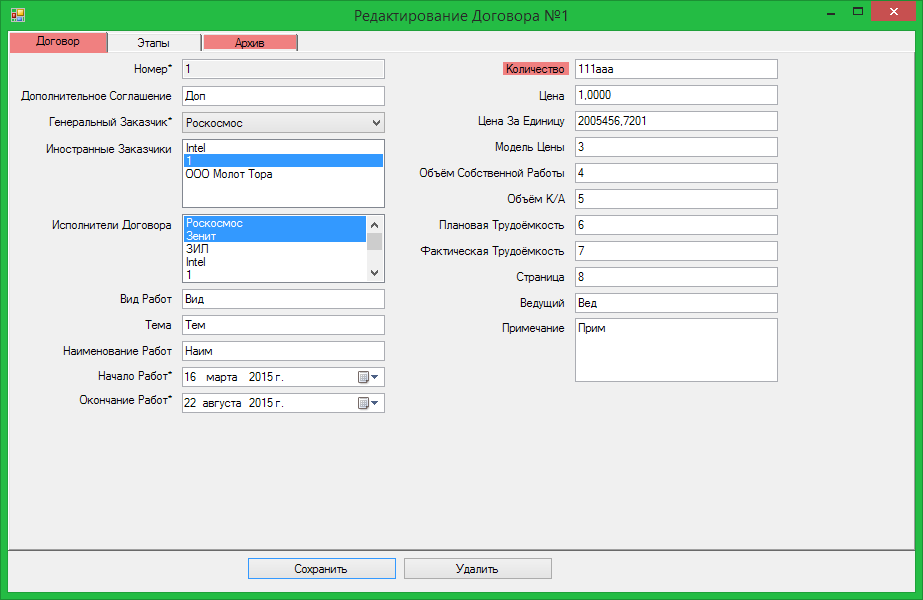 Редактирование Договора №1
Договор
Этапы
Архив
Номер* 1
Дополнительное Соглашение Доп
Генеральный Заказчик* Роскосмос
Иностранные Заказчики Intel
1
ООО Молот Тора
Исполнители Договора Роскосмос
Зенит
ЗИЛ
Intel
1
Вид Работ Вид
Тема Тем
Наименование Работ Наим
Начало Работ* 16 марта 2015 г.
Окончание Работ* 22 августа 2015 г.
Количество 111ааа
Цена 1,0000
Цена За Единицу 2005456,7201
Модель Цены 3
Объём Собственной Работы 4
Объём К/А 5
Плановая Трудоёмкость 6
Фактическая Трудоёмкость 7
Страница 8
Ведущий Вед
Примечание Прим
Сохранить
Удалить